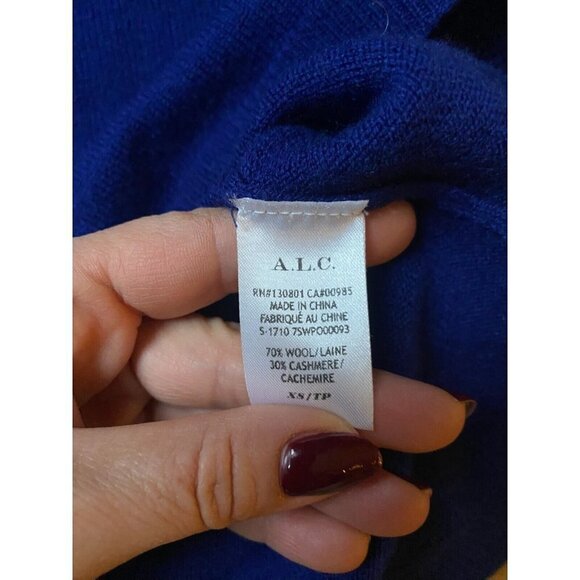 A.L.C.
RN#130801 CA#00985
MADE IN CHINA
FABRIQUÉ AU CHINE
S-1710 7SWPO00093
70% WOOL/LAINE
30% CASHMERE/
CACHEMIRE
XS/TP